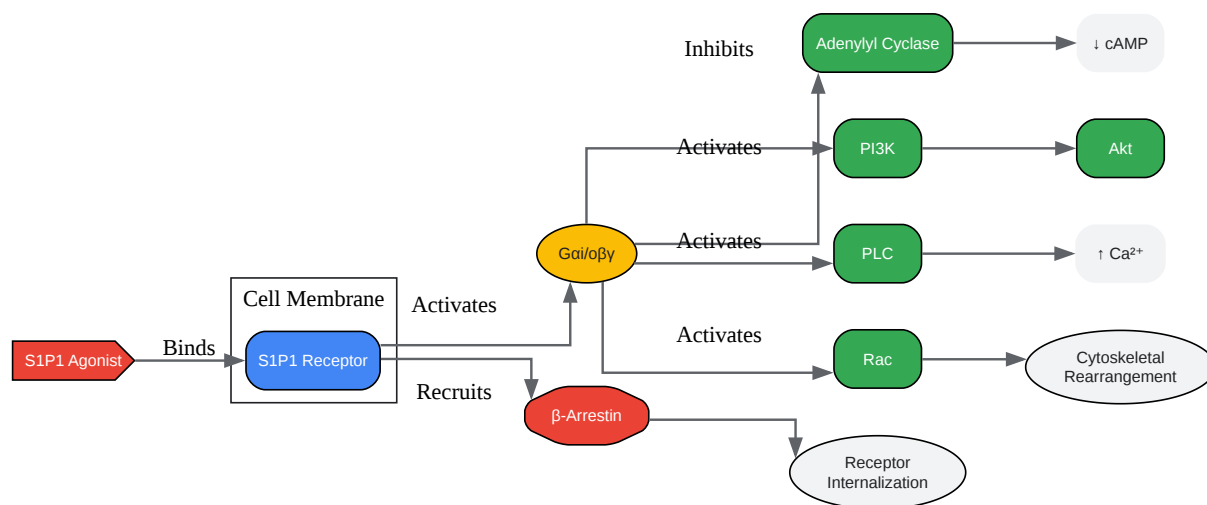 Inhibits
Adenylyl Cyclase
↓ cAMP
Activates
PI3K
Akt
Activates
Gαi/oβγ
PLC
↑ Ca²⁺
Cell Membrane
Activates
S1P1 Agonist
Binds
S1P1 Receptor
Activates
Rac
Cytoskeletal
Rearrangement
Recruits
β-Arrestin
Receptor
Internalization